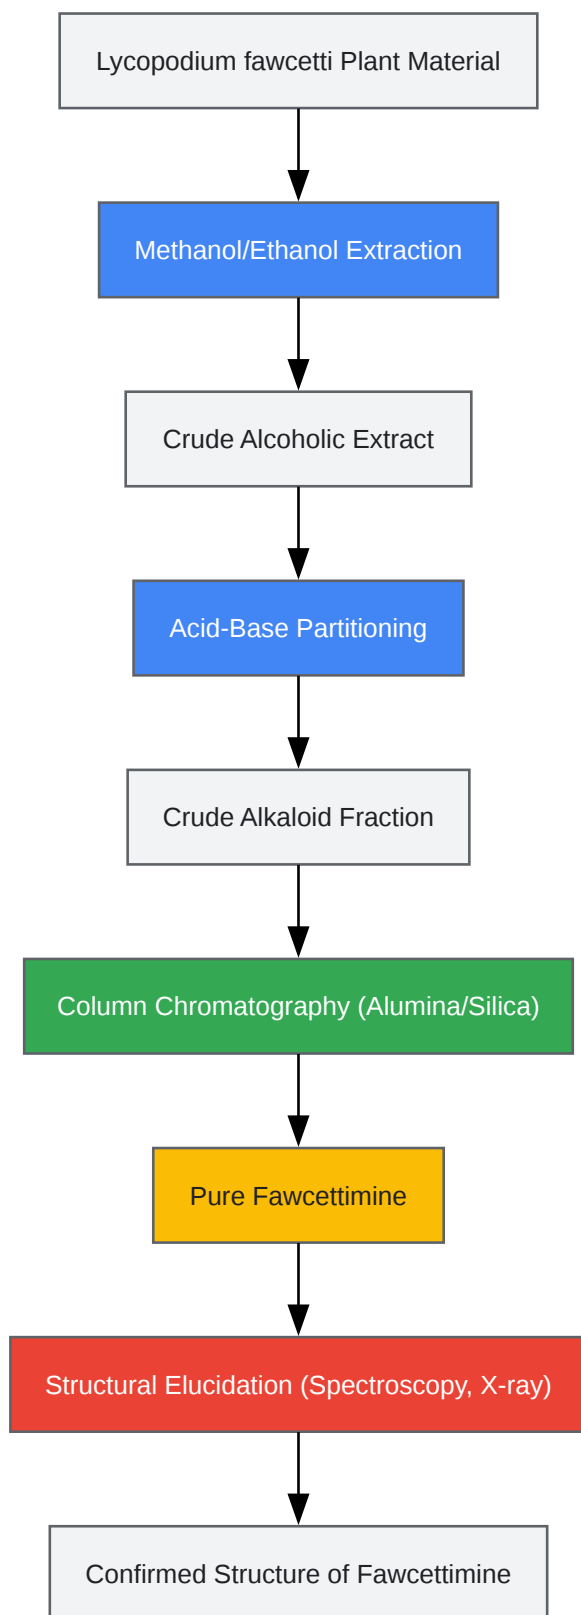 Lycopodium fawcetti Plant Material
Methanol/Ethanol Extraction
Crude Alcoholic Extract
Acid-Base Partitioning
Crude Alkaloid Fraction
Column Chromatography (Alumina/Silica)
Pure Fawcettimine
Structural Elucidation (Spectroscopy, X-ray)
Confirmed Structure of Fawcettimine